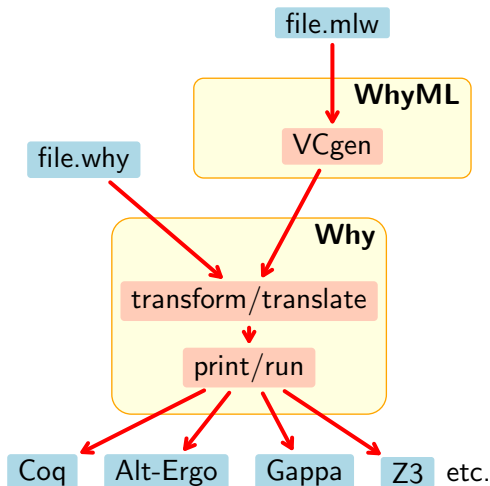 file.mlw
WhyML
VCgen
file.why
Why
transform/translate
print/run
Coq Alt-Ergo Gappa Z3 etc.